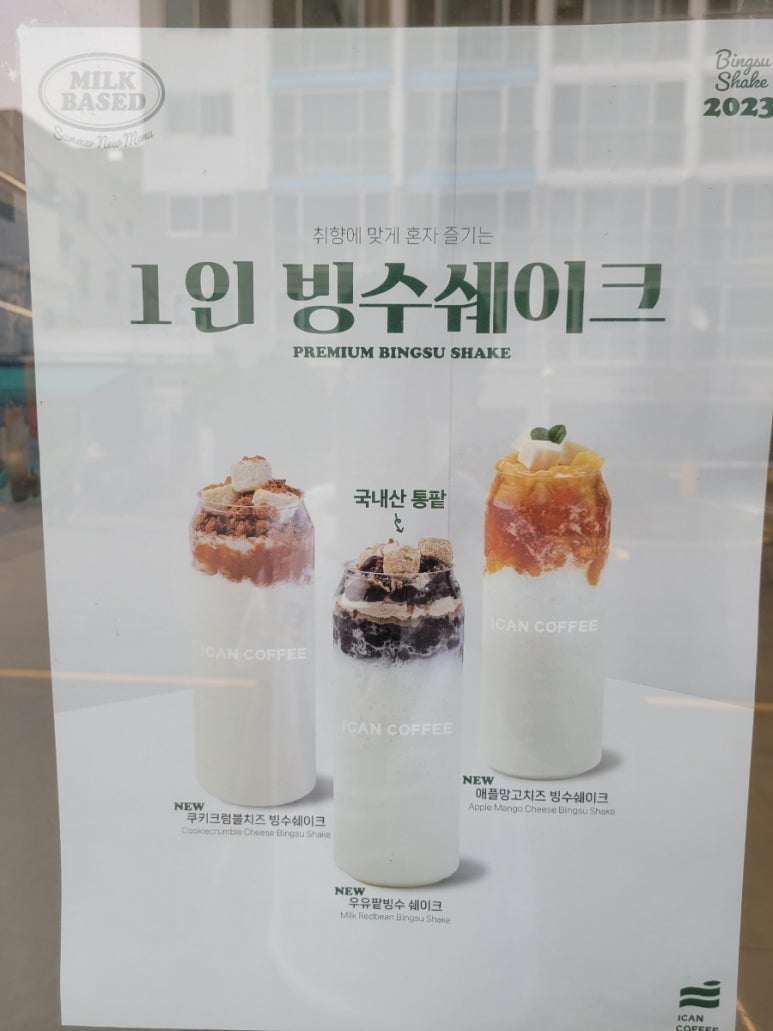 MILK
BASED
Summer New Menu
Bingsu
Shake
2023
취향에 맞게 혼자 즐기는
1인 빙수쉐이크
PREMIUM BINGSU SHAKE
국내산 통팥
ICAN COFFEE
ICAN COFFEE
ICAN COFFEE
NEW
쿠키크럼블치즈 빙수쉐이크
Cookiecrumble Cheese Bingsu Shake
NEW
애플망고치즈 빙수쉐이크
Apple Mango Cheese Bingsu Shake
NEW
우유팥빙수 쉐이크
Milk Redbean Bingsu Shake
ICAN
COFFEE